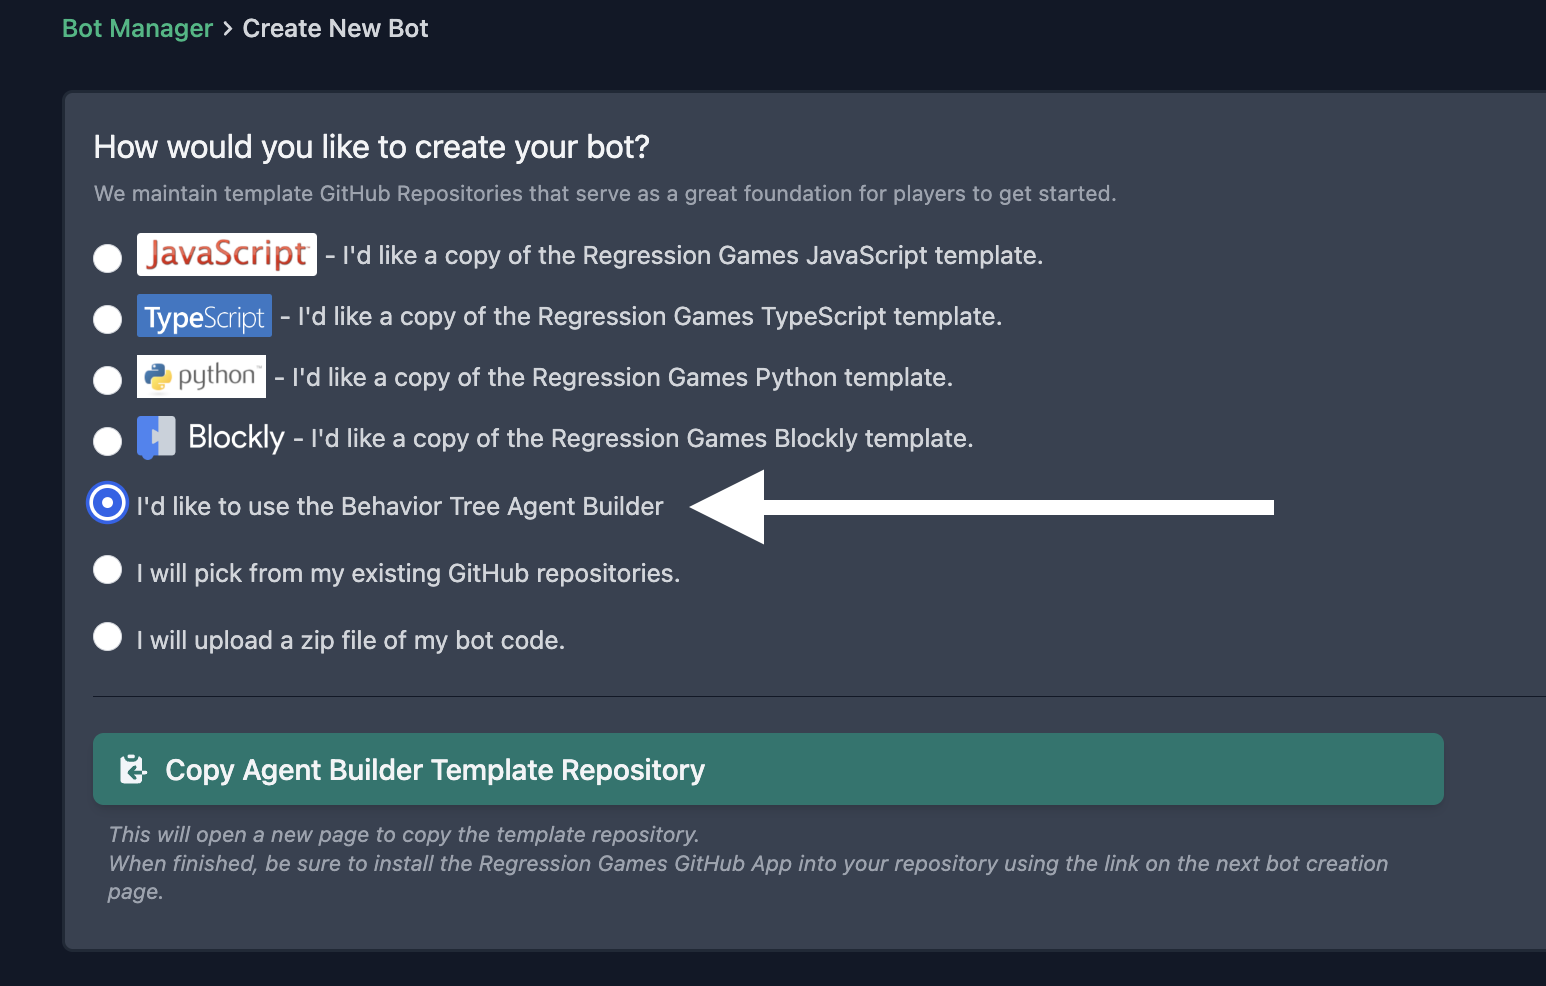 Bot Manager > Create New Bot
How would you like to create your bot?
We maintain template GitHub Repositories that serve as a great foundation for players to get started.
JavaScript™ - I'd like a copy of the Regression Games JavaScript template.
TypeScript - I'd like a copy of the Regression Games TypeScript template.
python™ - I'd like a copy of the Regression Games Python template.
Blockly - I'd like a copy of the Regression Games Blockly template.
I'd like to use the Behavior Tree Agent Builder
I will pick from my existing GitHub repositories.
I will upload a zip file of my bot code.
Copy Agent Builder Template Repository
This will open a new page to copy the template repository.
When finished, be sure to install the Regression Games GitHub App into your repository using the link on the next bot creation
page.